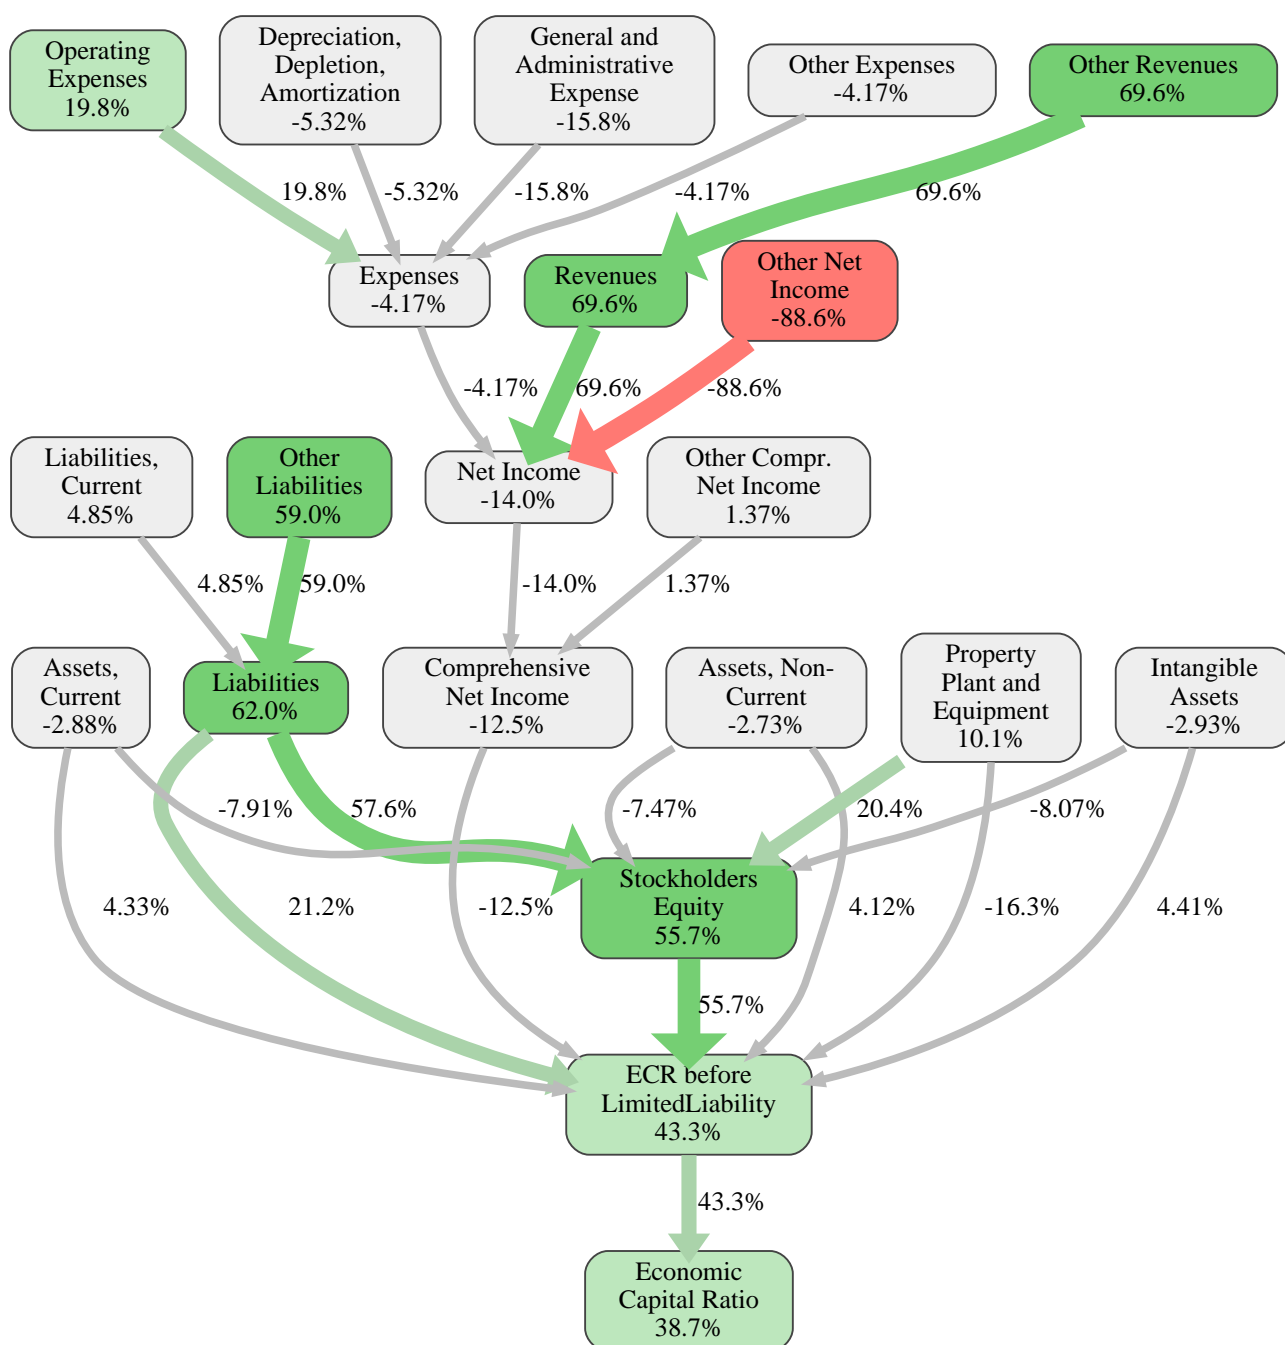 Operating
Expenses
19.8%
Depreciation,
Depletion,
Amortization
-5.32%
General and
Administrative
Expense
-15.8%
Other Expenses
-4.17%
Other Revenues
69.6%
19.8%
-5.32%
-15.8%
-4.17%
69.6%
Expenses
-4.17%
Revenues
69.6%
Other Net
Income
-88.6%
-4.17%
69.6%
-88.6%
Liabilities,
Current
4.85%
Other
Liabilities
59.0%
Net Income
-14.0%
Other Compr.
Net Income
1.37%
4.85%
59.0%
-14.0%
1.37%
Assets,
Current
-2.88%
Liabilities
62.0%
Comprehensive
Net Income
-12.5%
Assets, Non-
Current
-2.73%
Property
Plant and
Equipment
10.1%
Intangible
Assets
-2.93%
-7.91%
57.6%
-7.47%
20.4%
-8.07%
Stockholders
Equity
55.7%
4.33%
21.2%
-12.5%
4.12%
-16.3%
4.41%
55.7%
ECR before
LimitedLiability
43.3%
43.3%
Economic
Capital Ratio
38.7%